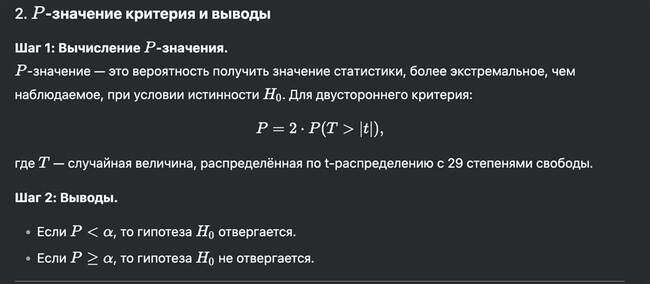 2. P-значение критерия и выводы
Шаг 1: Вычисление P-значения.
P-значение — это вероятность получить значение статистики, более экстремальное, чем
наблюдаемое, при условии истинности H₀. Для двустороннего критерия:
P = 2 · P(T > |t|),
где T — случайная величина, распределённая по t-распределению с 29 степенями свободы.
Шаг 2: Выводы.
• Если P < α, то гипотеза H₀ отвергается.
• Если P ≥ α, то гипотеза H₀ не отвергается.